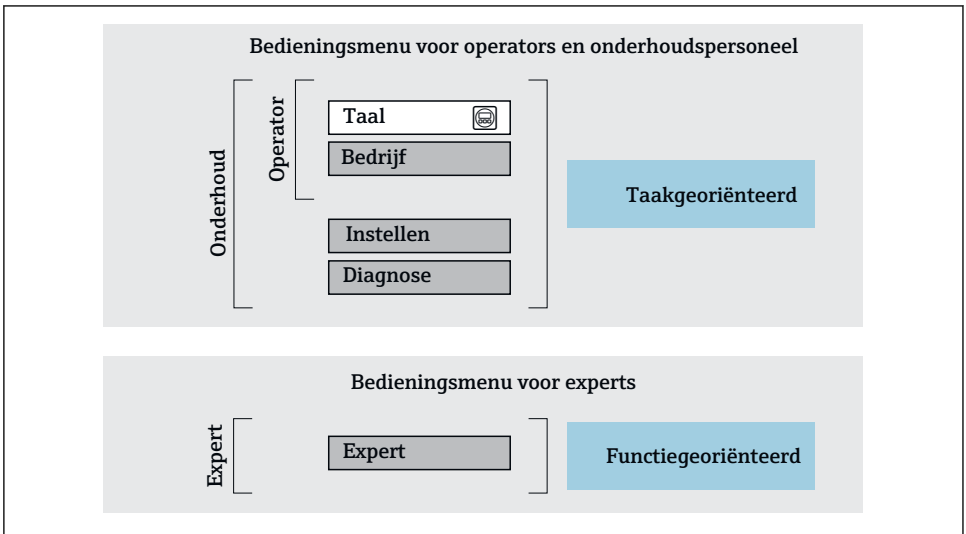 Bedieningsmenu voor operators en onderhoudspersoneel
Onderhoud
Operator
Taal
Bedrijf
Instellen
Diagnose
Taakgeoriënteerd
Bedieningsmenu voor experts
Expert
Expert
Functiegeoriënteerd